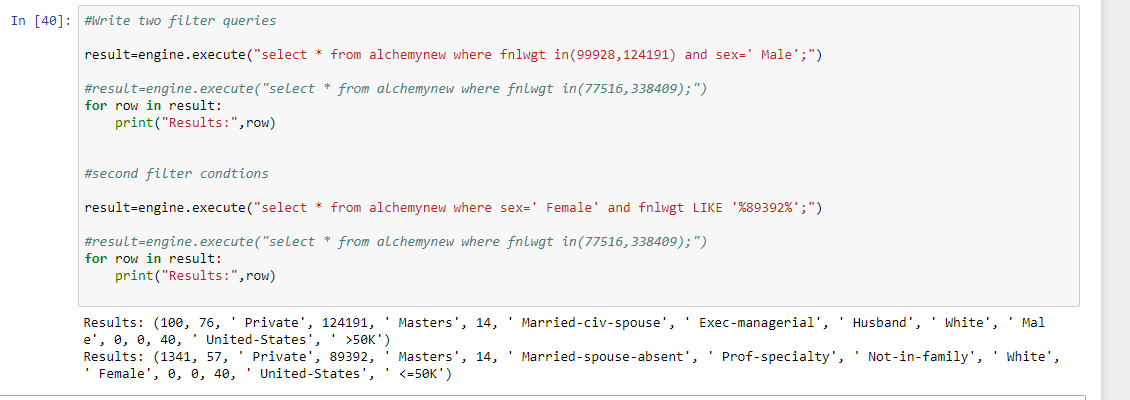 In [40]: #Write two filter queries
result=engine.execute("select * from alchemynew where fnlwgt in(99928,124191) and sex=' Male';")
#result=engine.execute("select * from alchemynew where fnlwgt in(77516,338409);")
for row in result:
    print("Results:",row)
#second filter condtions
result=engine.execute("select * from alchemynew where sex=' Female' and fnlwgt LIKE '%89392%';")
#result=engine.execute("select * from alchemynew where fnlwgt in(77516,338409);")
for row in result:
    print("Results:",row)
Results: (100, 76, ' Private', 124191, ' Masters', 14, ' Married-civ-spouse', ' Exec-managerial', ' Husband', ' White', ' Mal
e', 0, 0, 40, ' United-States', ' >50K')
Results: (1341, 57, ' Private', 89392, ' Masters', 14, ' Married-spouse-absent', ' Prof-specialty', ' Not-in-family', ' White',
' Female', 0, 0, 40, ' United-States', ' <=50K')